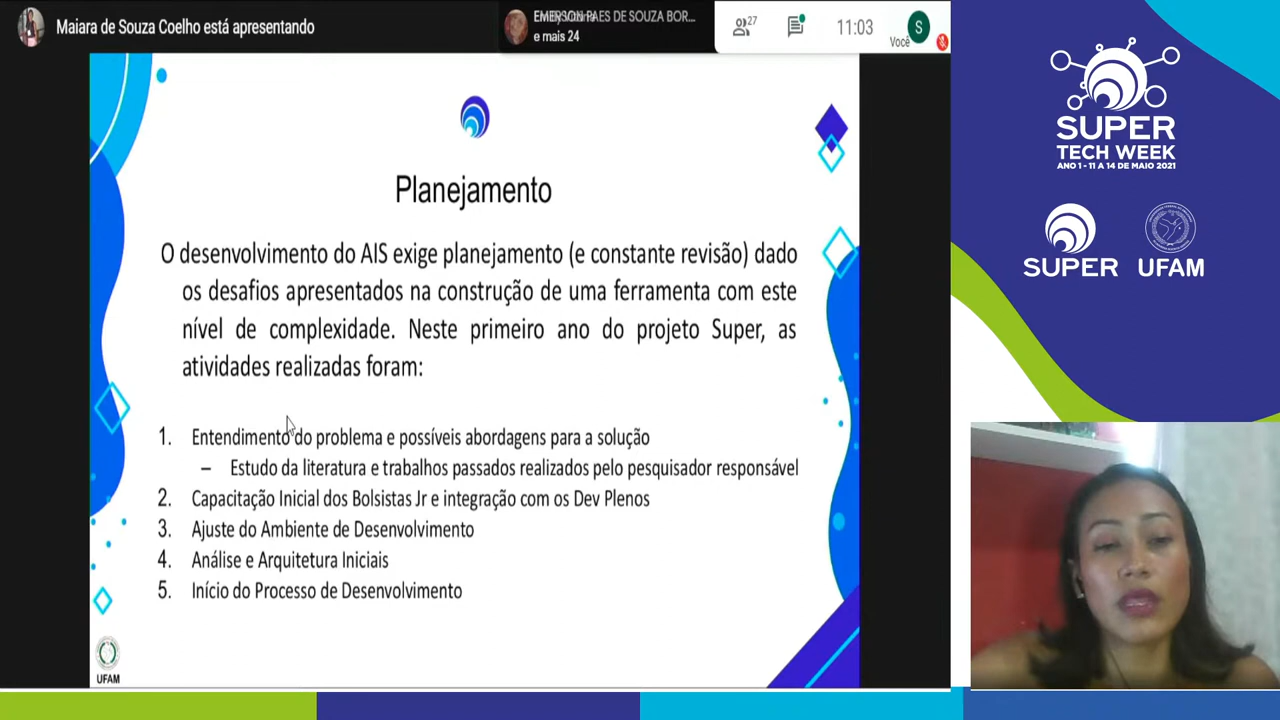 Maiara de Souza Coelho está apresentando
EMERSON PAES DE SOUZA BOR...
e mais 24
27
11:03
Você
S
SUPER
TECH WEEK
ANO 1 - 11 A 14 DE MAIO 2021
SUPER
UFAM
Planejamento
O desenvolvimento do AIS exige planejamento (e constante revisão) dado
os desafios apresentados na construção de uma ferramenta com este
nível de complexidade. Neste primeiro ano do projeto Super, as
atividades realizadas foram:
1. Entendimento do problema e possíveis abordagens para a solução
– Estudo da literatura e trabalhos passados realizados pelo pesquisador responsável
2. Capacitação Inicial dos Bolsistas Jr e integração com os Dev Plenos
3. Ajuste do Ambiente de Desenvolvimento
4. Análise e Arquitetura Iniciais
5. Início do Processo de Desenvolvimento
UFAM